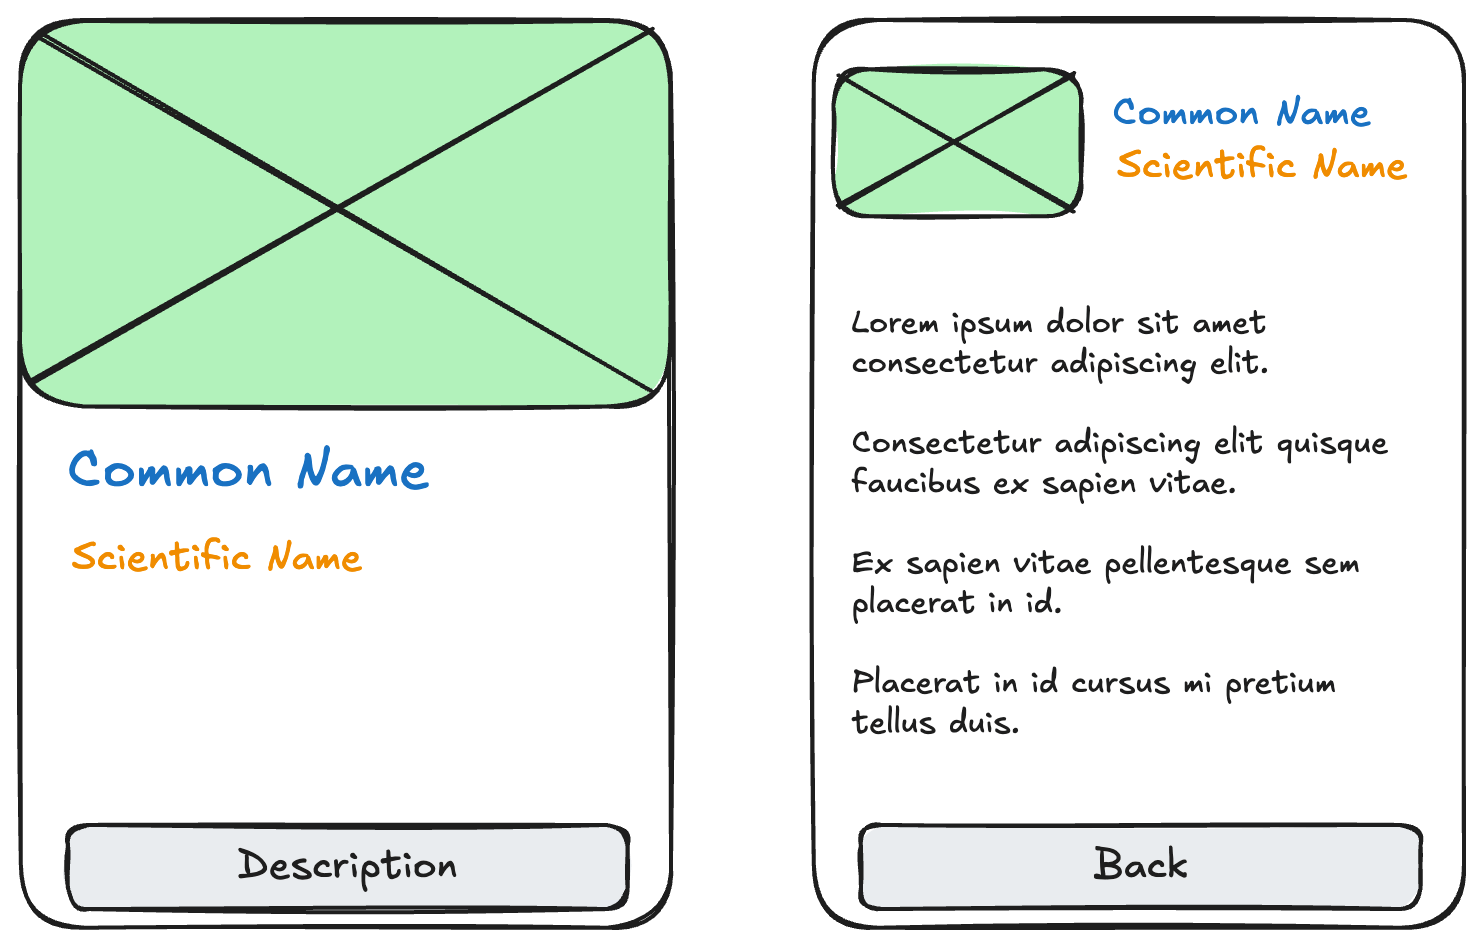 Common Name
Scientific Name
Description
Common Name
Scientific Name
Lorem ipsum dolor sit amet
consectetur adipiscing elit.
Consectetur adipiscing elit quisque
faucibus ex sapien vitae.
Ex sapien vitae pellentesque sem
placerat in id.
Placerat in id cursus mi pretium
tellus duis.
Back